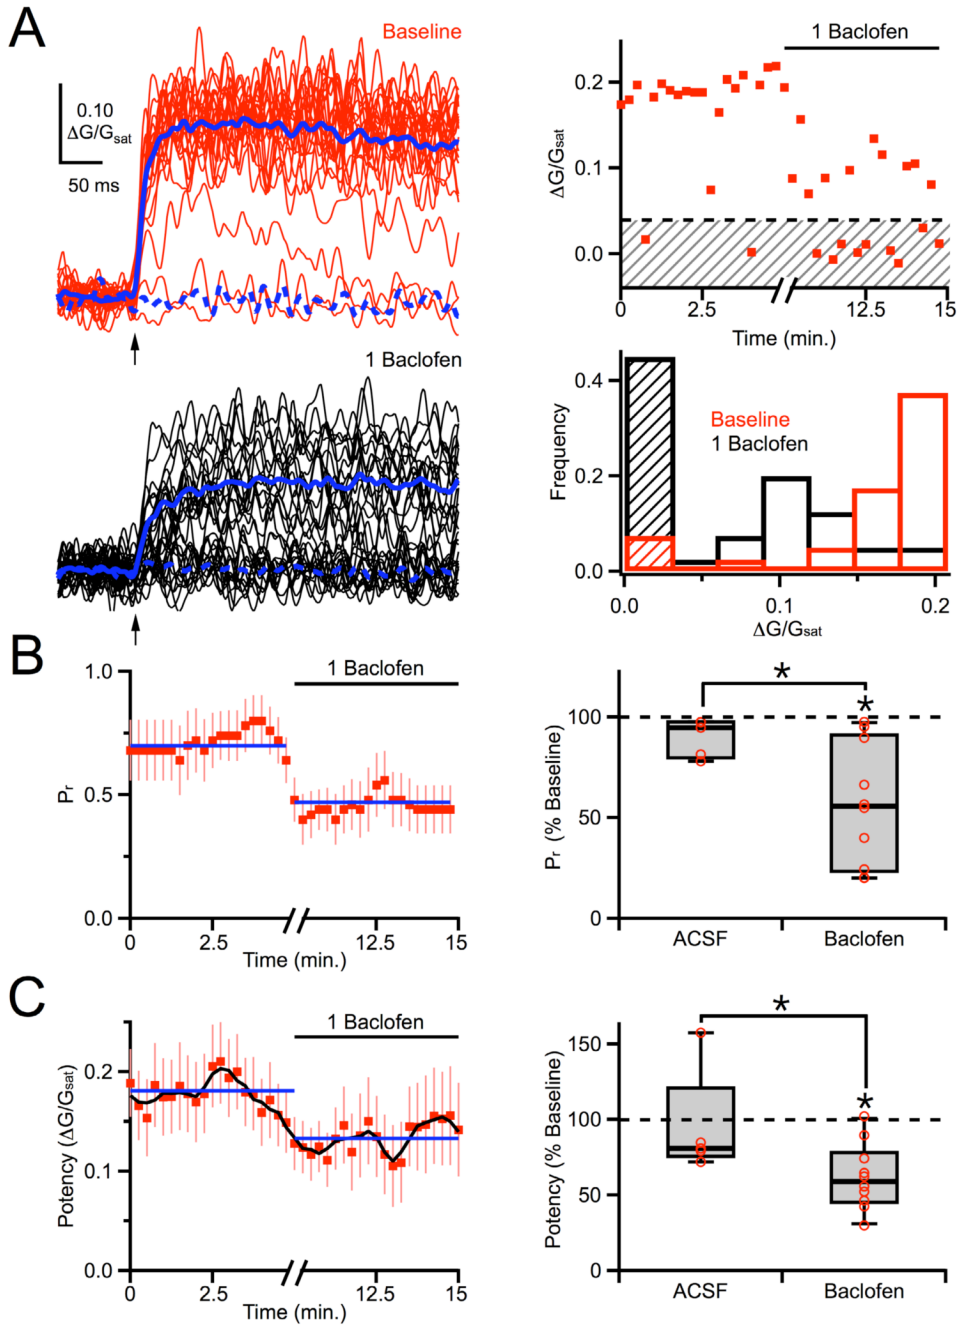 A
Baseline
0.10
ΔG/Gsat
50 ms
1 Baclofen
1 Baclofen
ΔG/Gsat
0.2
0.1
0.0
0
2.5
12.5
15
Time (min.)
Frequency
0.4
0.2
0.0
Baseline
1 Baclofen
0.0
0.1
0.2
ΔG/Gsat
B
1 Baclofen
Pr
1.0
0.5
0.0
0
2.5
12.5
15
Time (min.)
*
*
Pr (% Baseline)
100
50
0
ACSF
Baclofen
C
1 Baclofen
Potency (ΔG/Gsat)
0.2
0.1
0.0
0
2.5
12.5
15
Time (min.)
*
*
Potency (% Baseline)
150
100
50
0
ACSF
Baclofen